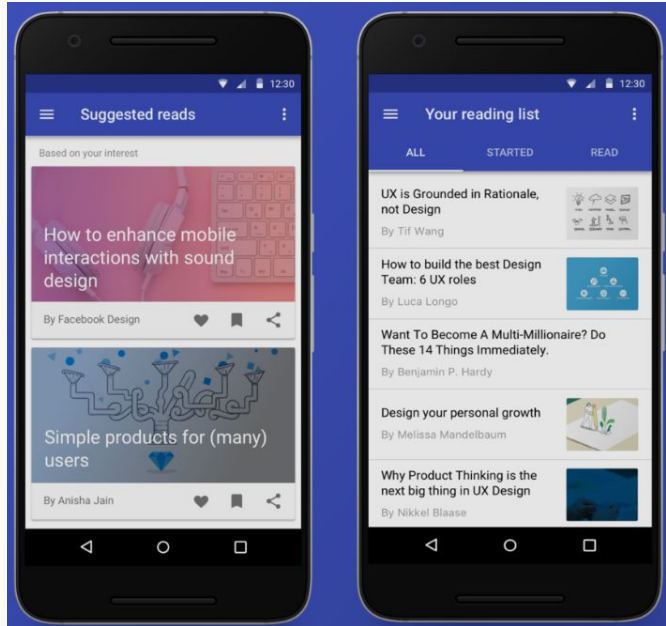 12:30
Suggested reads
Based on your interest
How to enhance mobile
interactions with sound
design
By Facebook Design
Simple products for (many)
users
By Anisha Jain
12:30
Your reading list
ALL
STARTED
READ
UX is Grounded in Rationale,
not Design
By Tif Wang
How to build the best Design
Team: 6 UX roles
By Luca Longo
Want To Become A Multi-Millionaire? Do
These 14 Things Immediately.
By Benjamin P. Hardy
Design your personal growth
By Melissa Mandelbaum
Why Product Thinking is the
next big thing in UX Design
By Nikkel Blaase